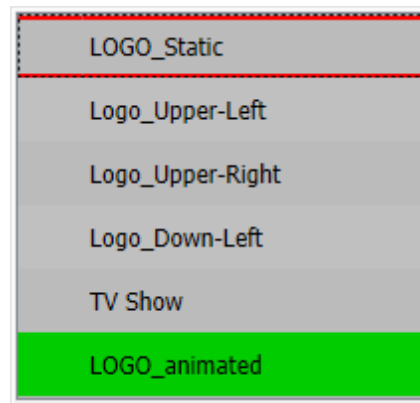 LOGO_Static
Logo_Upper-Left
Logo_Upper-Right
Logo_Down-Left
TV Show
LOGO_animated